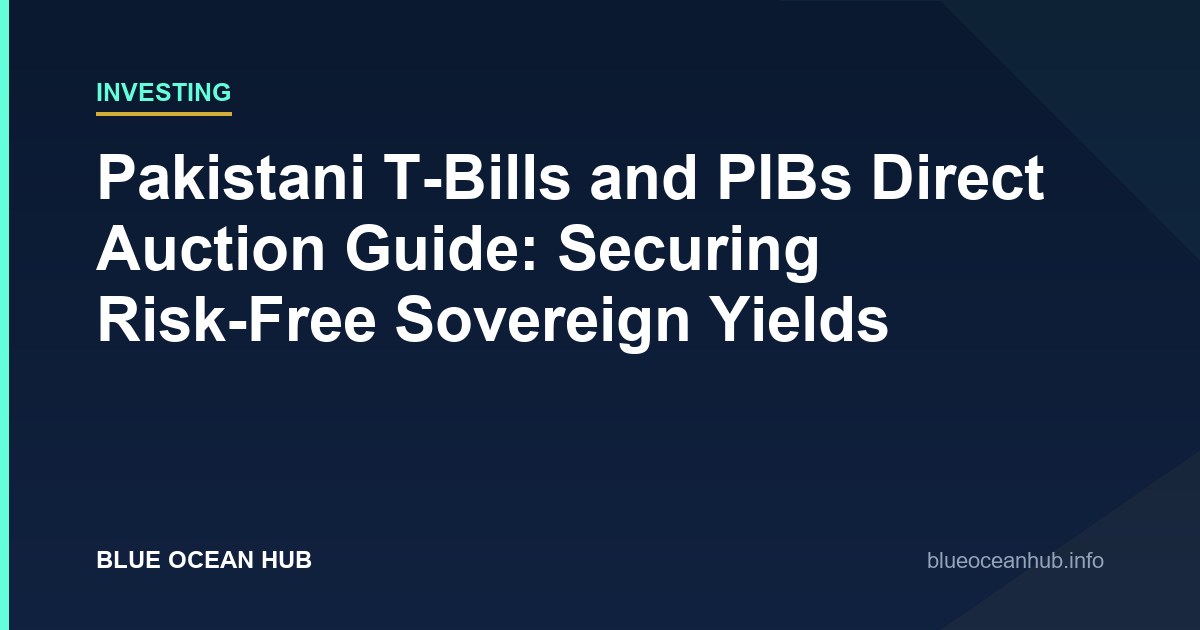 INVESTING
Pakistani T-Bills and PIBs Direct
Auction Guide: Securing
Risk-Free Sovereign Yields
BLUE OCEAN HUB
blueoceanhub.info